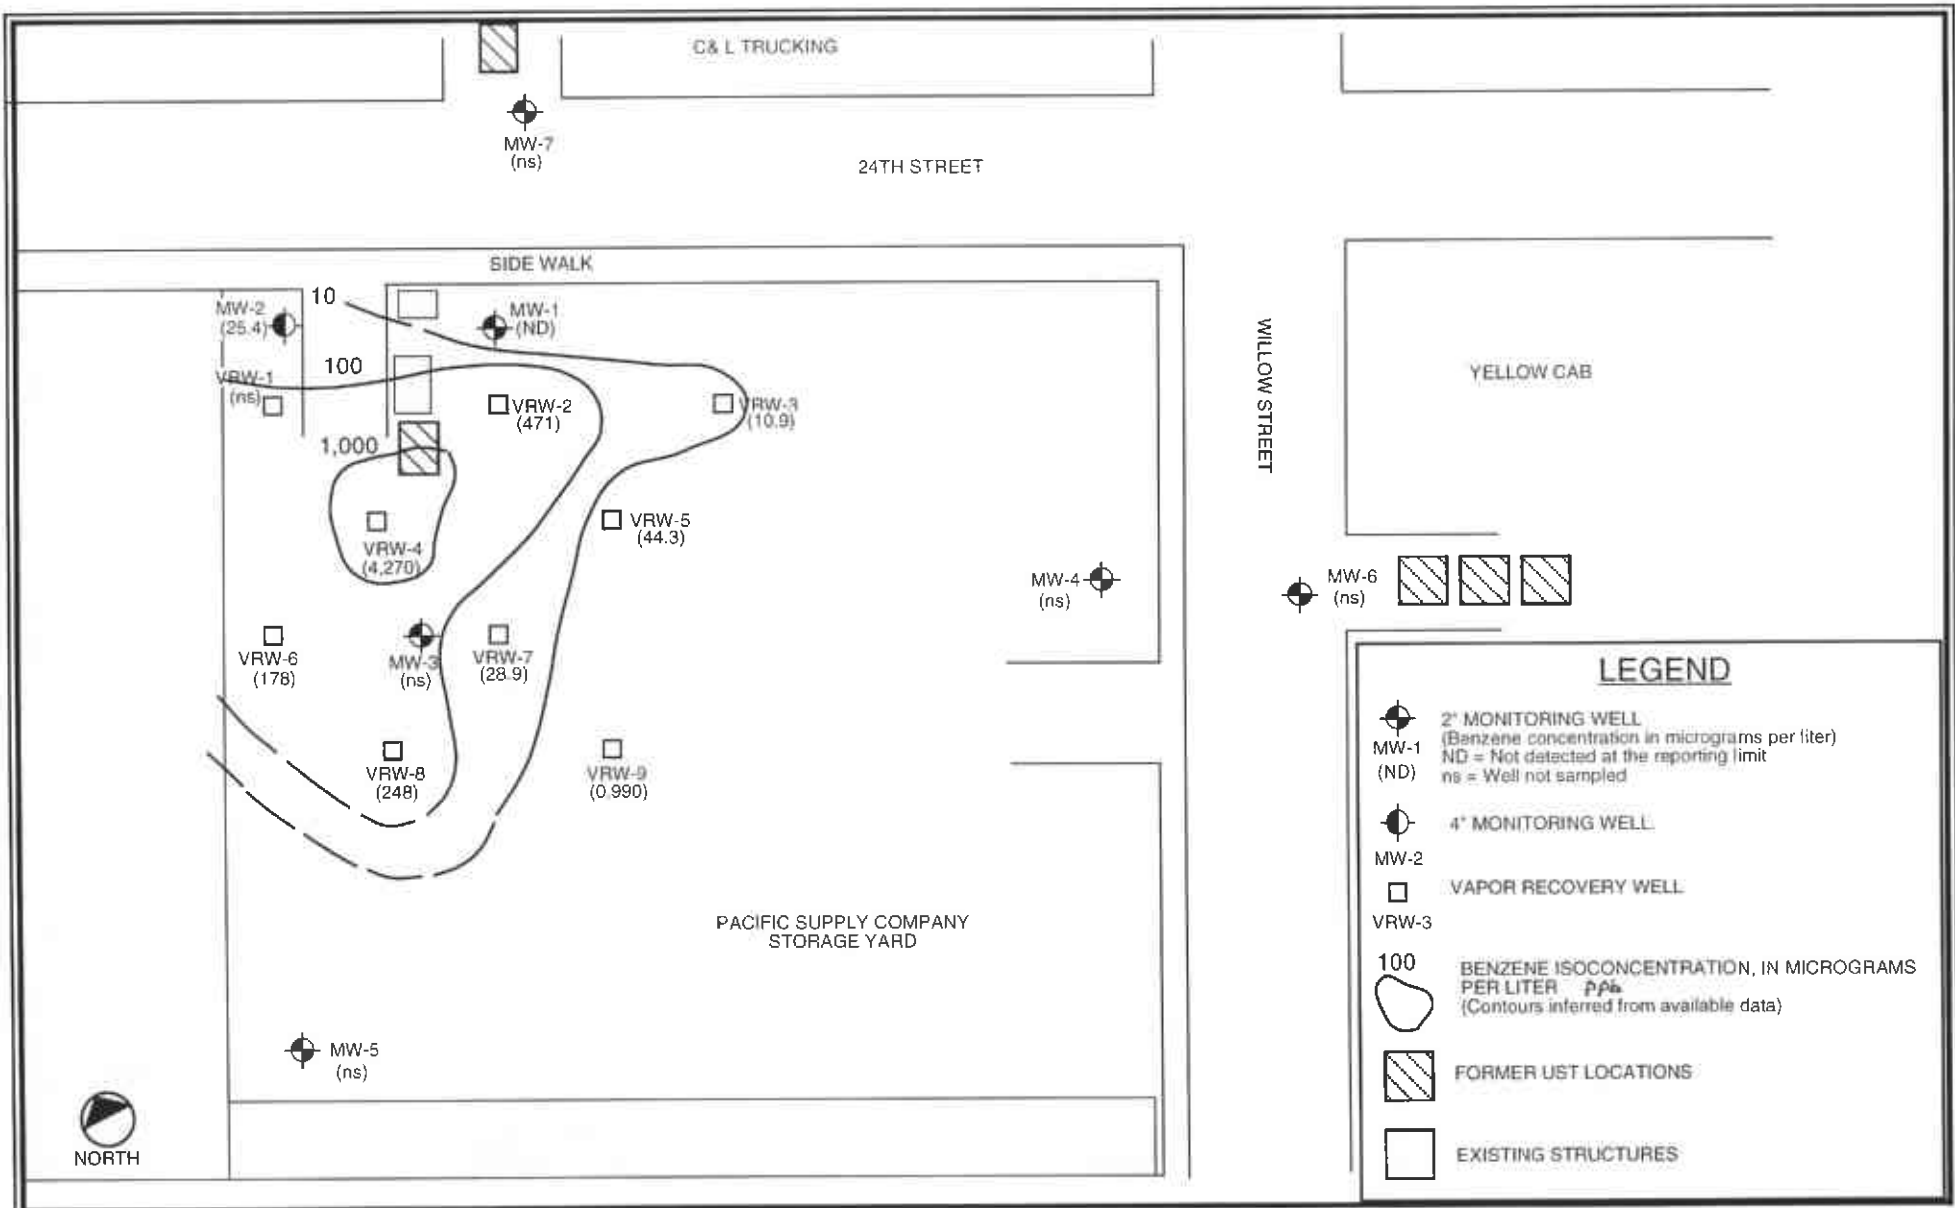 C& L TRUCKING
MW-7
(ns)
24TH STREET
SIDE WALK
10
MW-2
(25.4)
MW-1
(ND)
100
VRW-1
(ns)
VRW-2
(471)
VRW-3
(10.9)
WILLOW STREET
YELLOW CAB
1,000
VRW-4
(4,270)
VRW-5
(44.3)
MW-4
(ns)
MW-6
(ns)
VRW-6
(178)
MW-3
(ns)
VRW-7
(28.9)
VRW-8
(248)
VRW-9
(0.990)
PACIFIC SUPPLY COMPANY
STORAGE YARD
MW-5
(ns)
NORTH
LEGEND
2" MONITORING WELL
(Benzene concentration in micrograms per liter)
ND = Not detected at the reporting limit
ns = Well not sampled
MW-1
(ND)
4" MONITORING WELL.
MW-2
VAPOR RECOVERY WELL
VRW-3
100
BENZENE ISOCONCENTRATION, IN MICROGRAMS
PER LITER ppb
(Contours inferred from available data)
FORMER UST LOCATIONS
EXISTING STRUCTURES